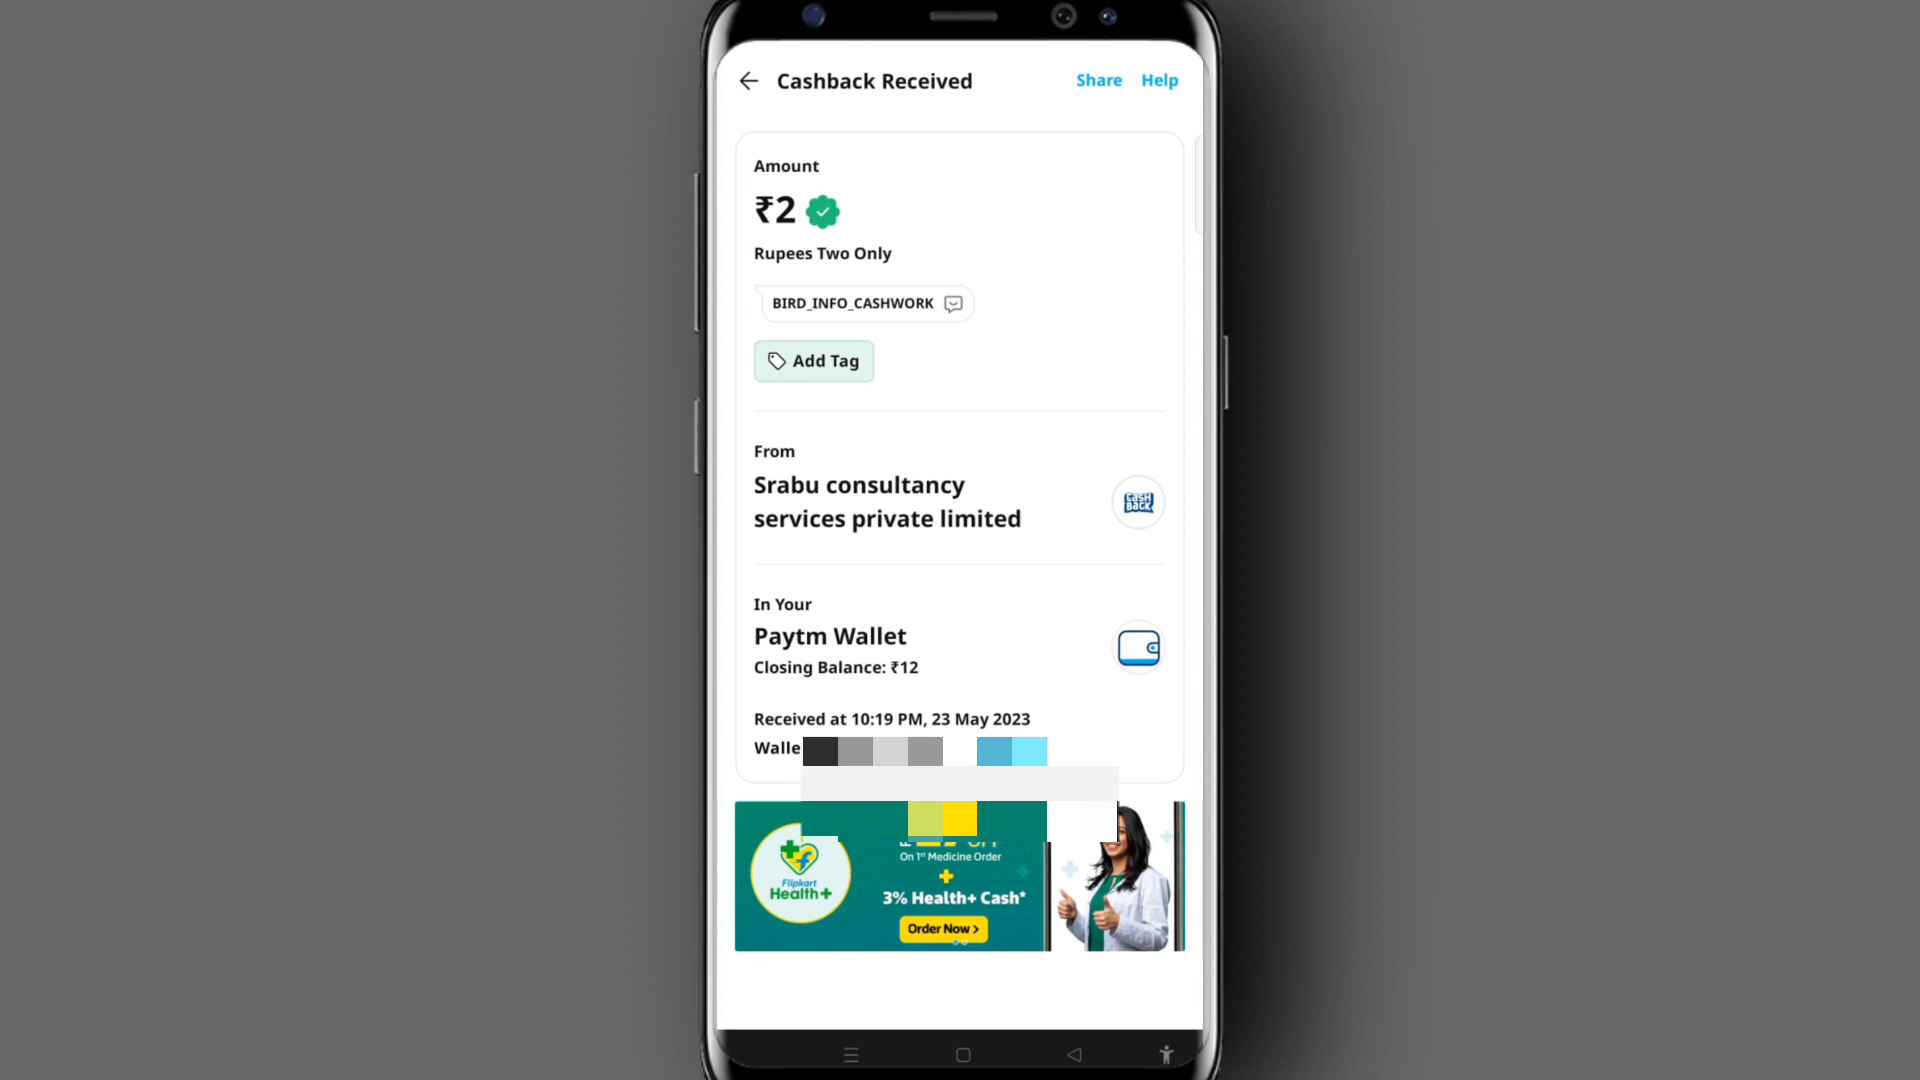 Cashback Received
Share Help
Amount
₹2
Rupees Two Only
BIRD_INFO_CASHWORK
Add Tag
From
Srabu consultancy
services private limited
CASH
BACK
In Your
Paytm Wallet
Closing Balance: ₹12
Received at 10:19 PM, 23 May 2023
Walle
Flipkart
Health+
On 1st Medicine Order
+
3% Health+ Cash*
Order Now >